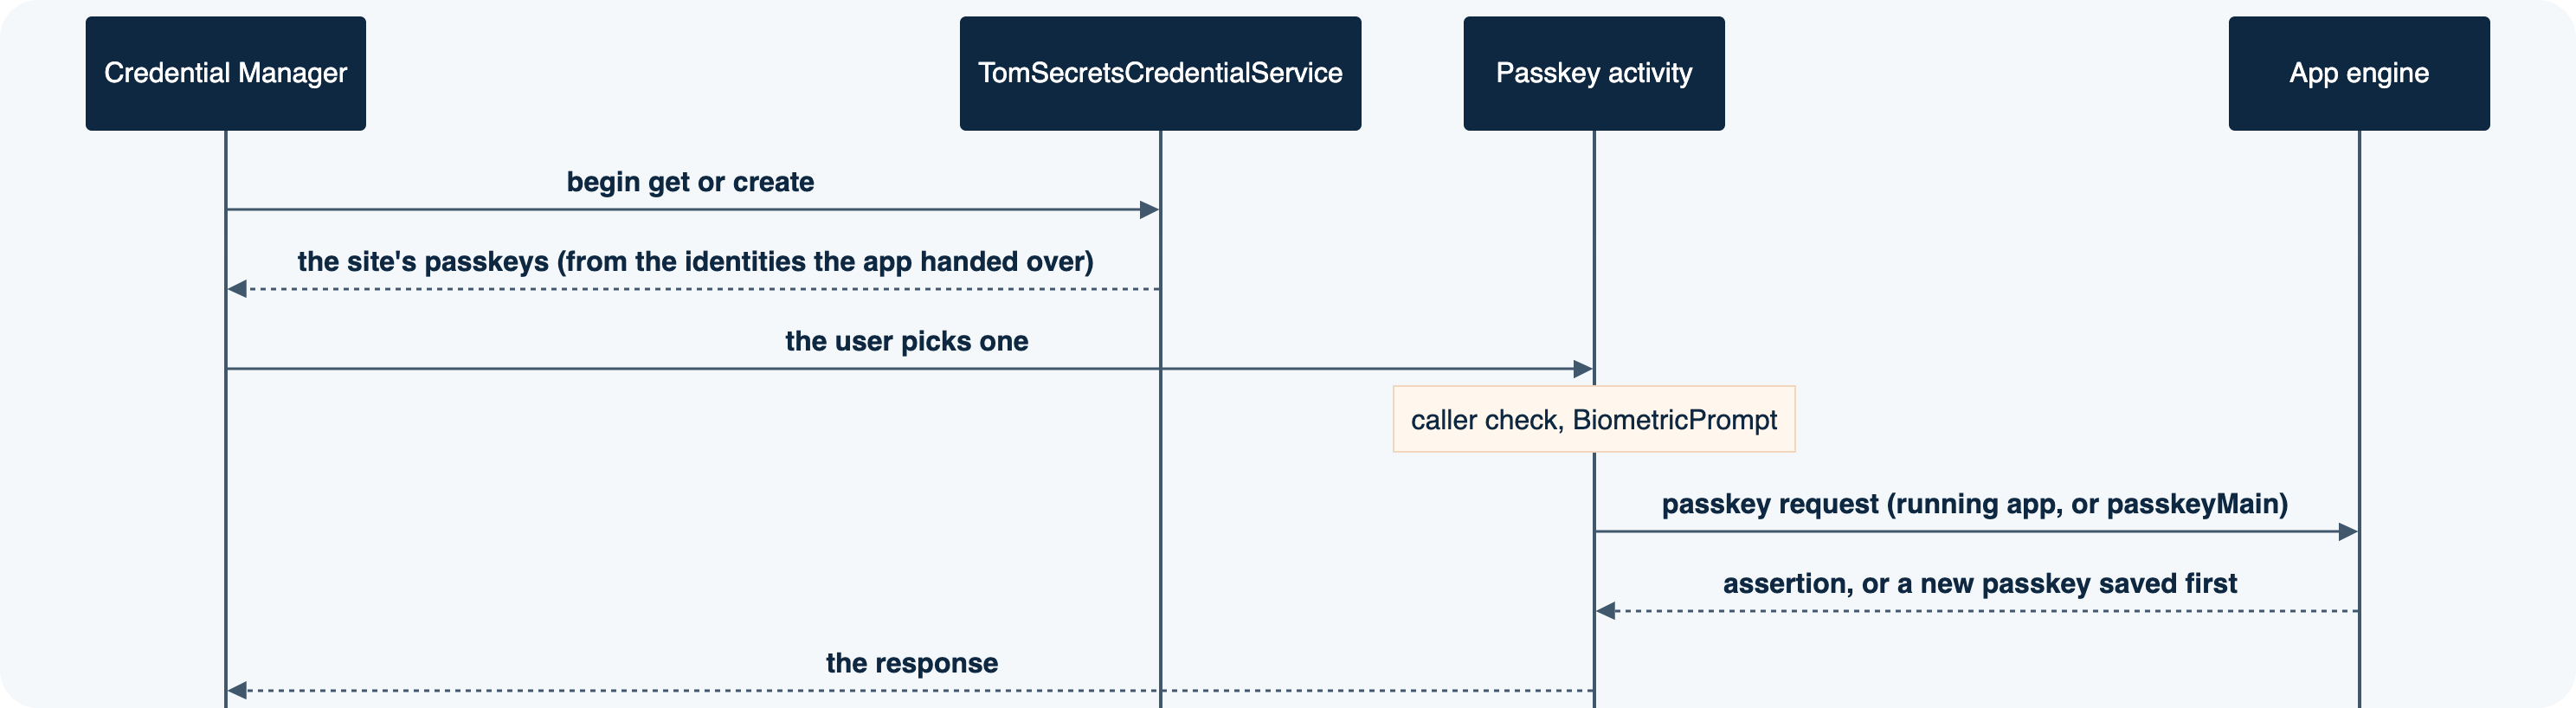 Credential Manager
TomSecretsCredentialService
Passkey activity
App engine
begin get or create
the site's passkeys (from the identities the app handed over)
the user picks one
caller check, BiometricPrompt
passkey request (running app, or passkeyMain)
assertion, or a new passkey saved first
the response